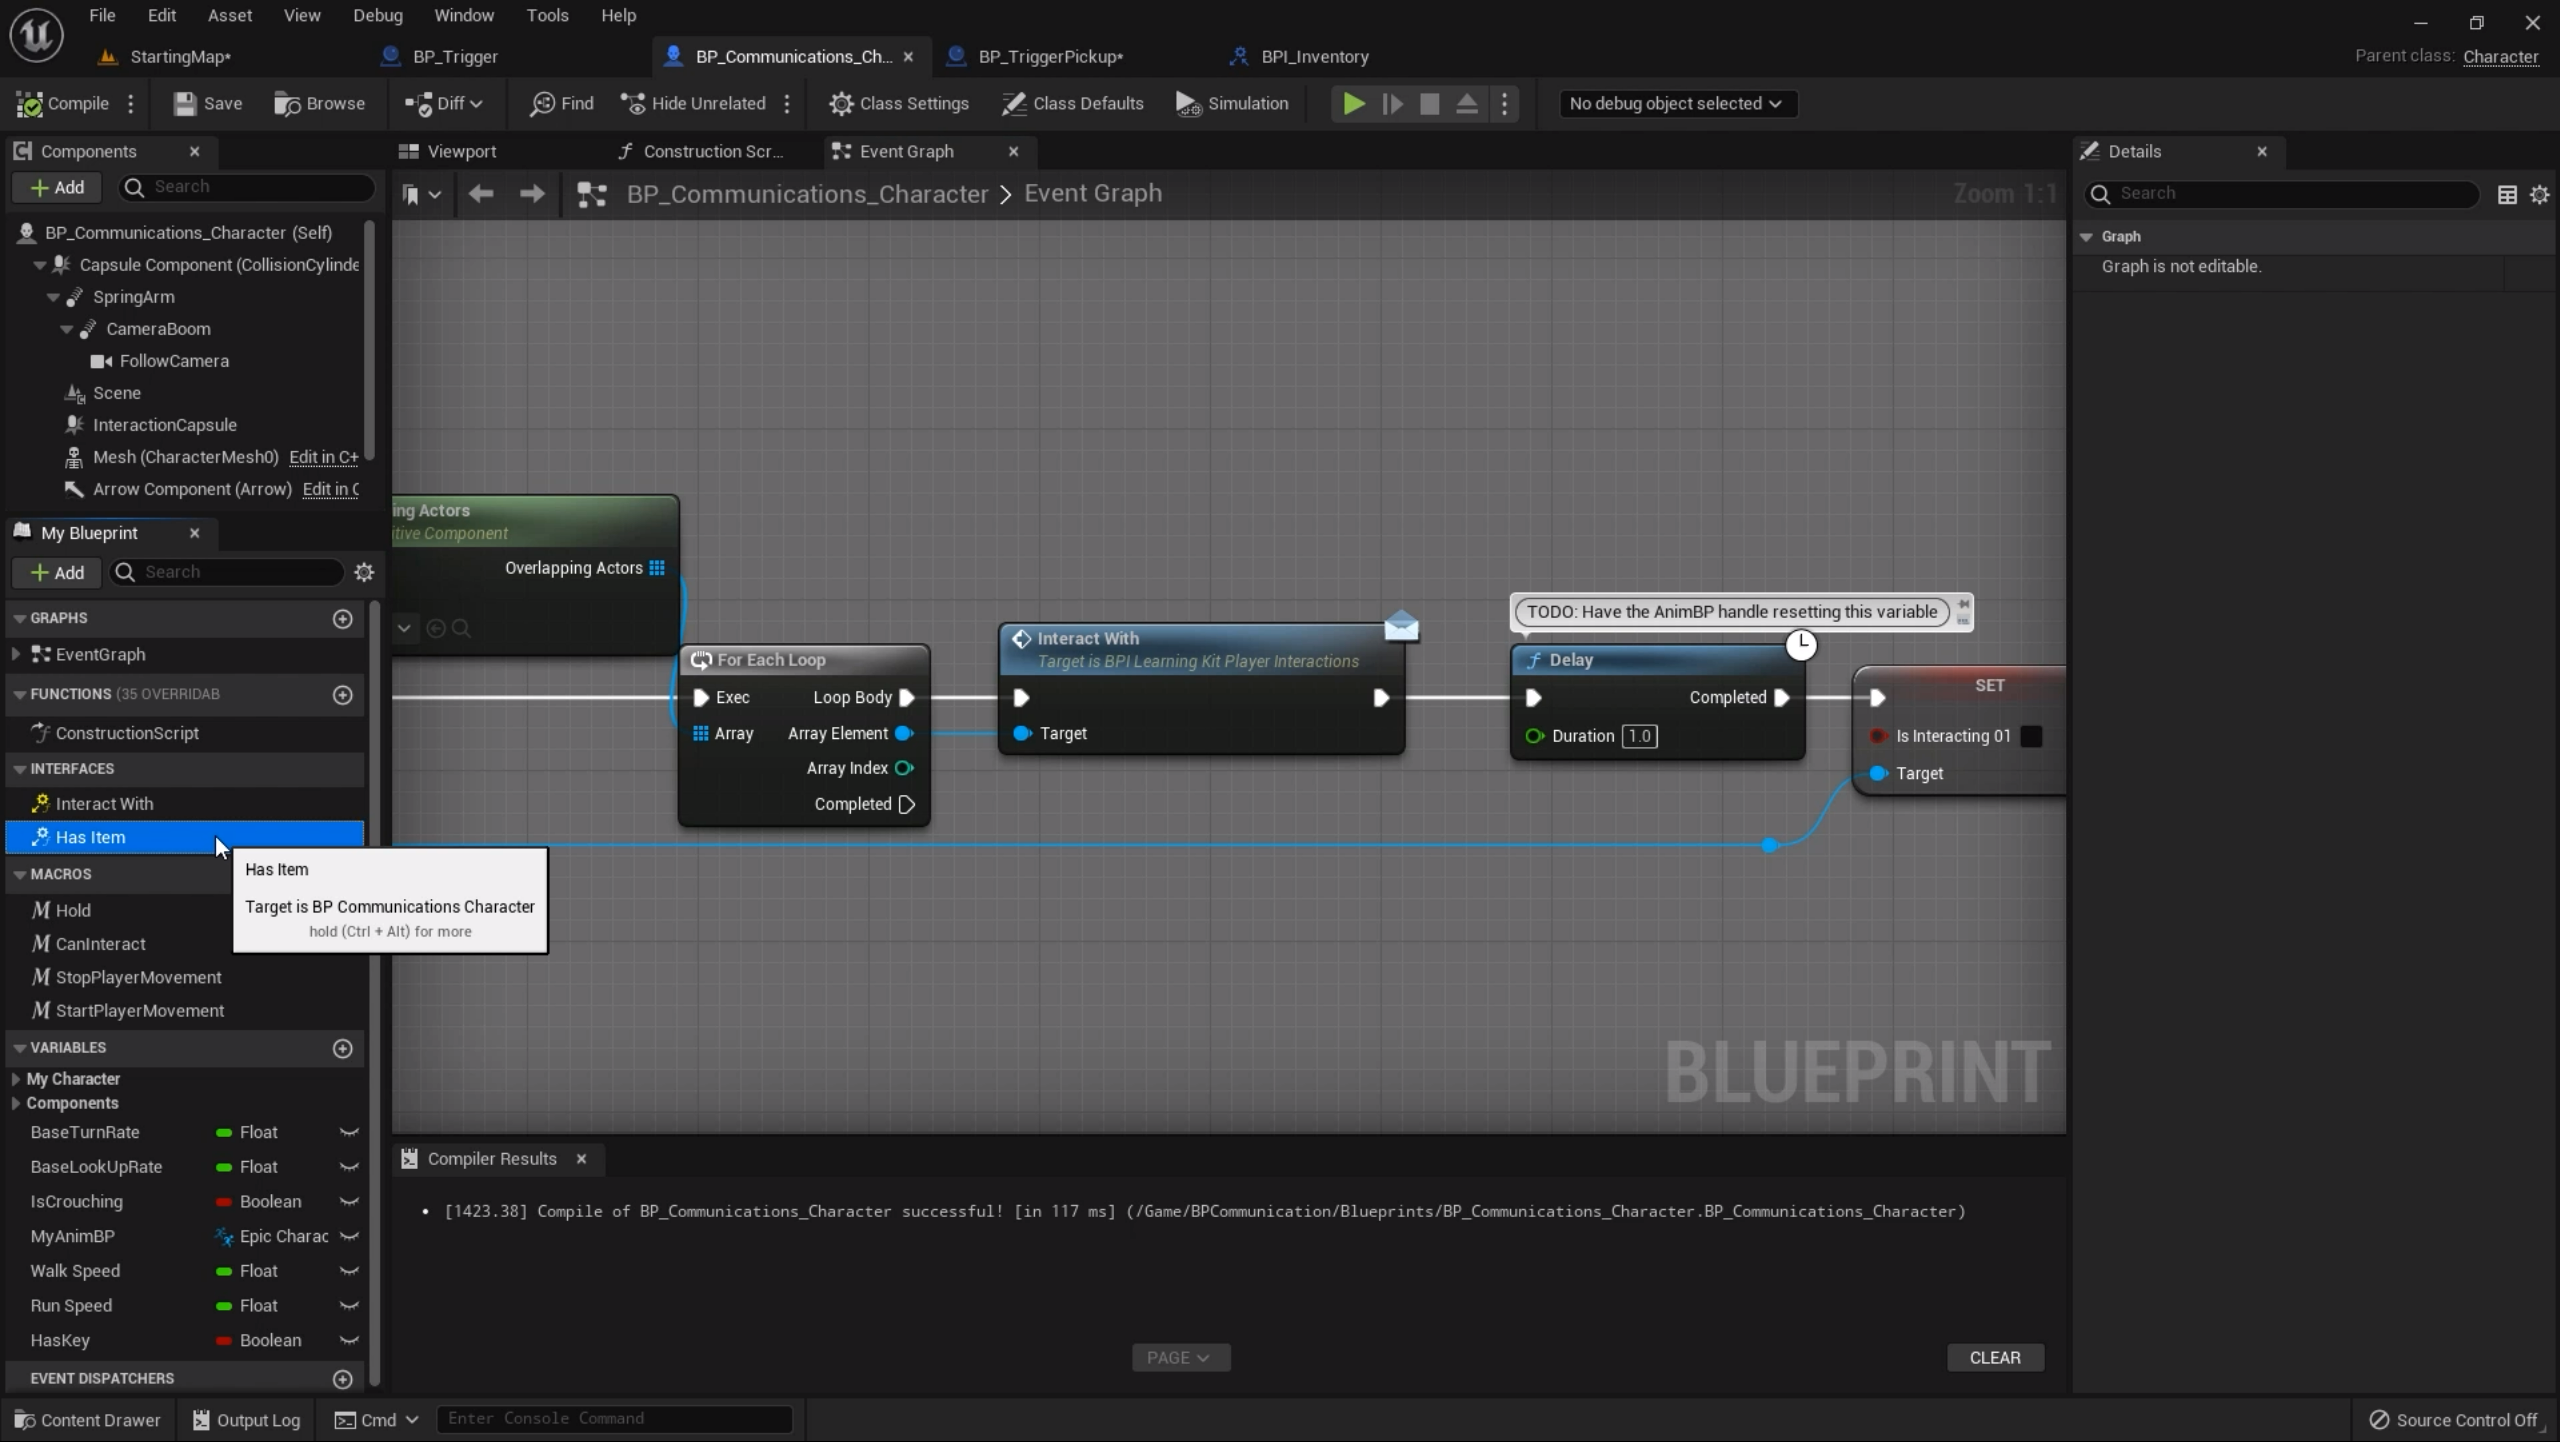 File Edit Asset View Debug Window Tools Help
StartingMap* BP_Trigger BP_Communications_Ch... BP_TriggerPickup* BPI_Inventory Parent class: Character
Compile Save Browse Diff Find Hide Unrelated Class Settings Class Defaults Simulation No debug object selected
Components
Add Search
BP_Communications_Character (Self)
Capsule Component (CollisionCylinde
SpringArm
CameraBoom
FollowCamera
Scene
InteractionCapsule
Mesh (CharacterMesh0) Edit in C+
Arrow Component (Arrow) Edit in C
My Blueprint
Add Search
GRAPHS
EventGraph
FUNCTIONS (35 OVERRIDAB
ConstructionScript
INTERFACES
Interact With
Has Item
MACROS
Hold
CanInteract
StopPlayerMovement
StartPlayerMovement
VARIABLES
My Character
Components
BaseTurnRate Float
BaseLookUpRate Float
IsCrouching Boolean
MyAnimBP Epic Charac
Walk Speed Float
Run Speed Float
HasKey Boolean
EVENT DISPATCHERS
Has Item
Target is BP Communications Character
hold (Ctrl + Alt) for more
Viewport Construction Scr... Event Graph
BP_Communications_Character > Event Graph Zoom 1:1
ing Actors
itive Component
Overlapping Actors
For Each Loop
Exec Loop Body
Array Array Element
Array Index
Completed
Interact With
Target is BPI Learning Kit Player Interactions
Target
TODO: Have the AnimBP handle resetting this variable
Delay
Completed
Duration 1.0
SET
Is Interacting 01
Target
BLUEPRINT
Compiler Results
• [1423.38] Compile of BP_Communications_Character successful! [in 117 ms] (/Game/BPCommunication/Blueprints/BP_Communications_Character.BP_Communications_Character)
PAGE CLEAR
Details
Search
Graph
Graph is not editable.
Content Drawer Output Log Cmd Enter Console Command Source Control Off